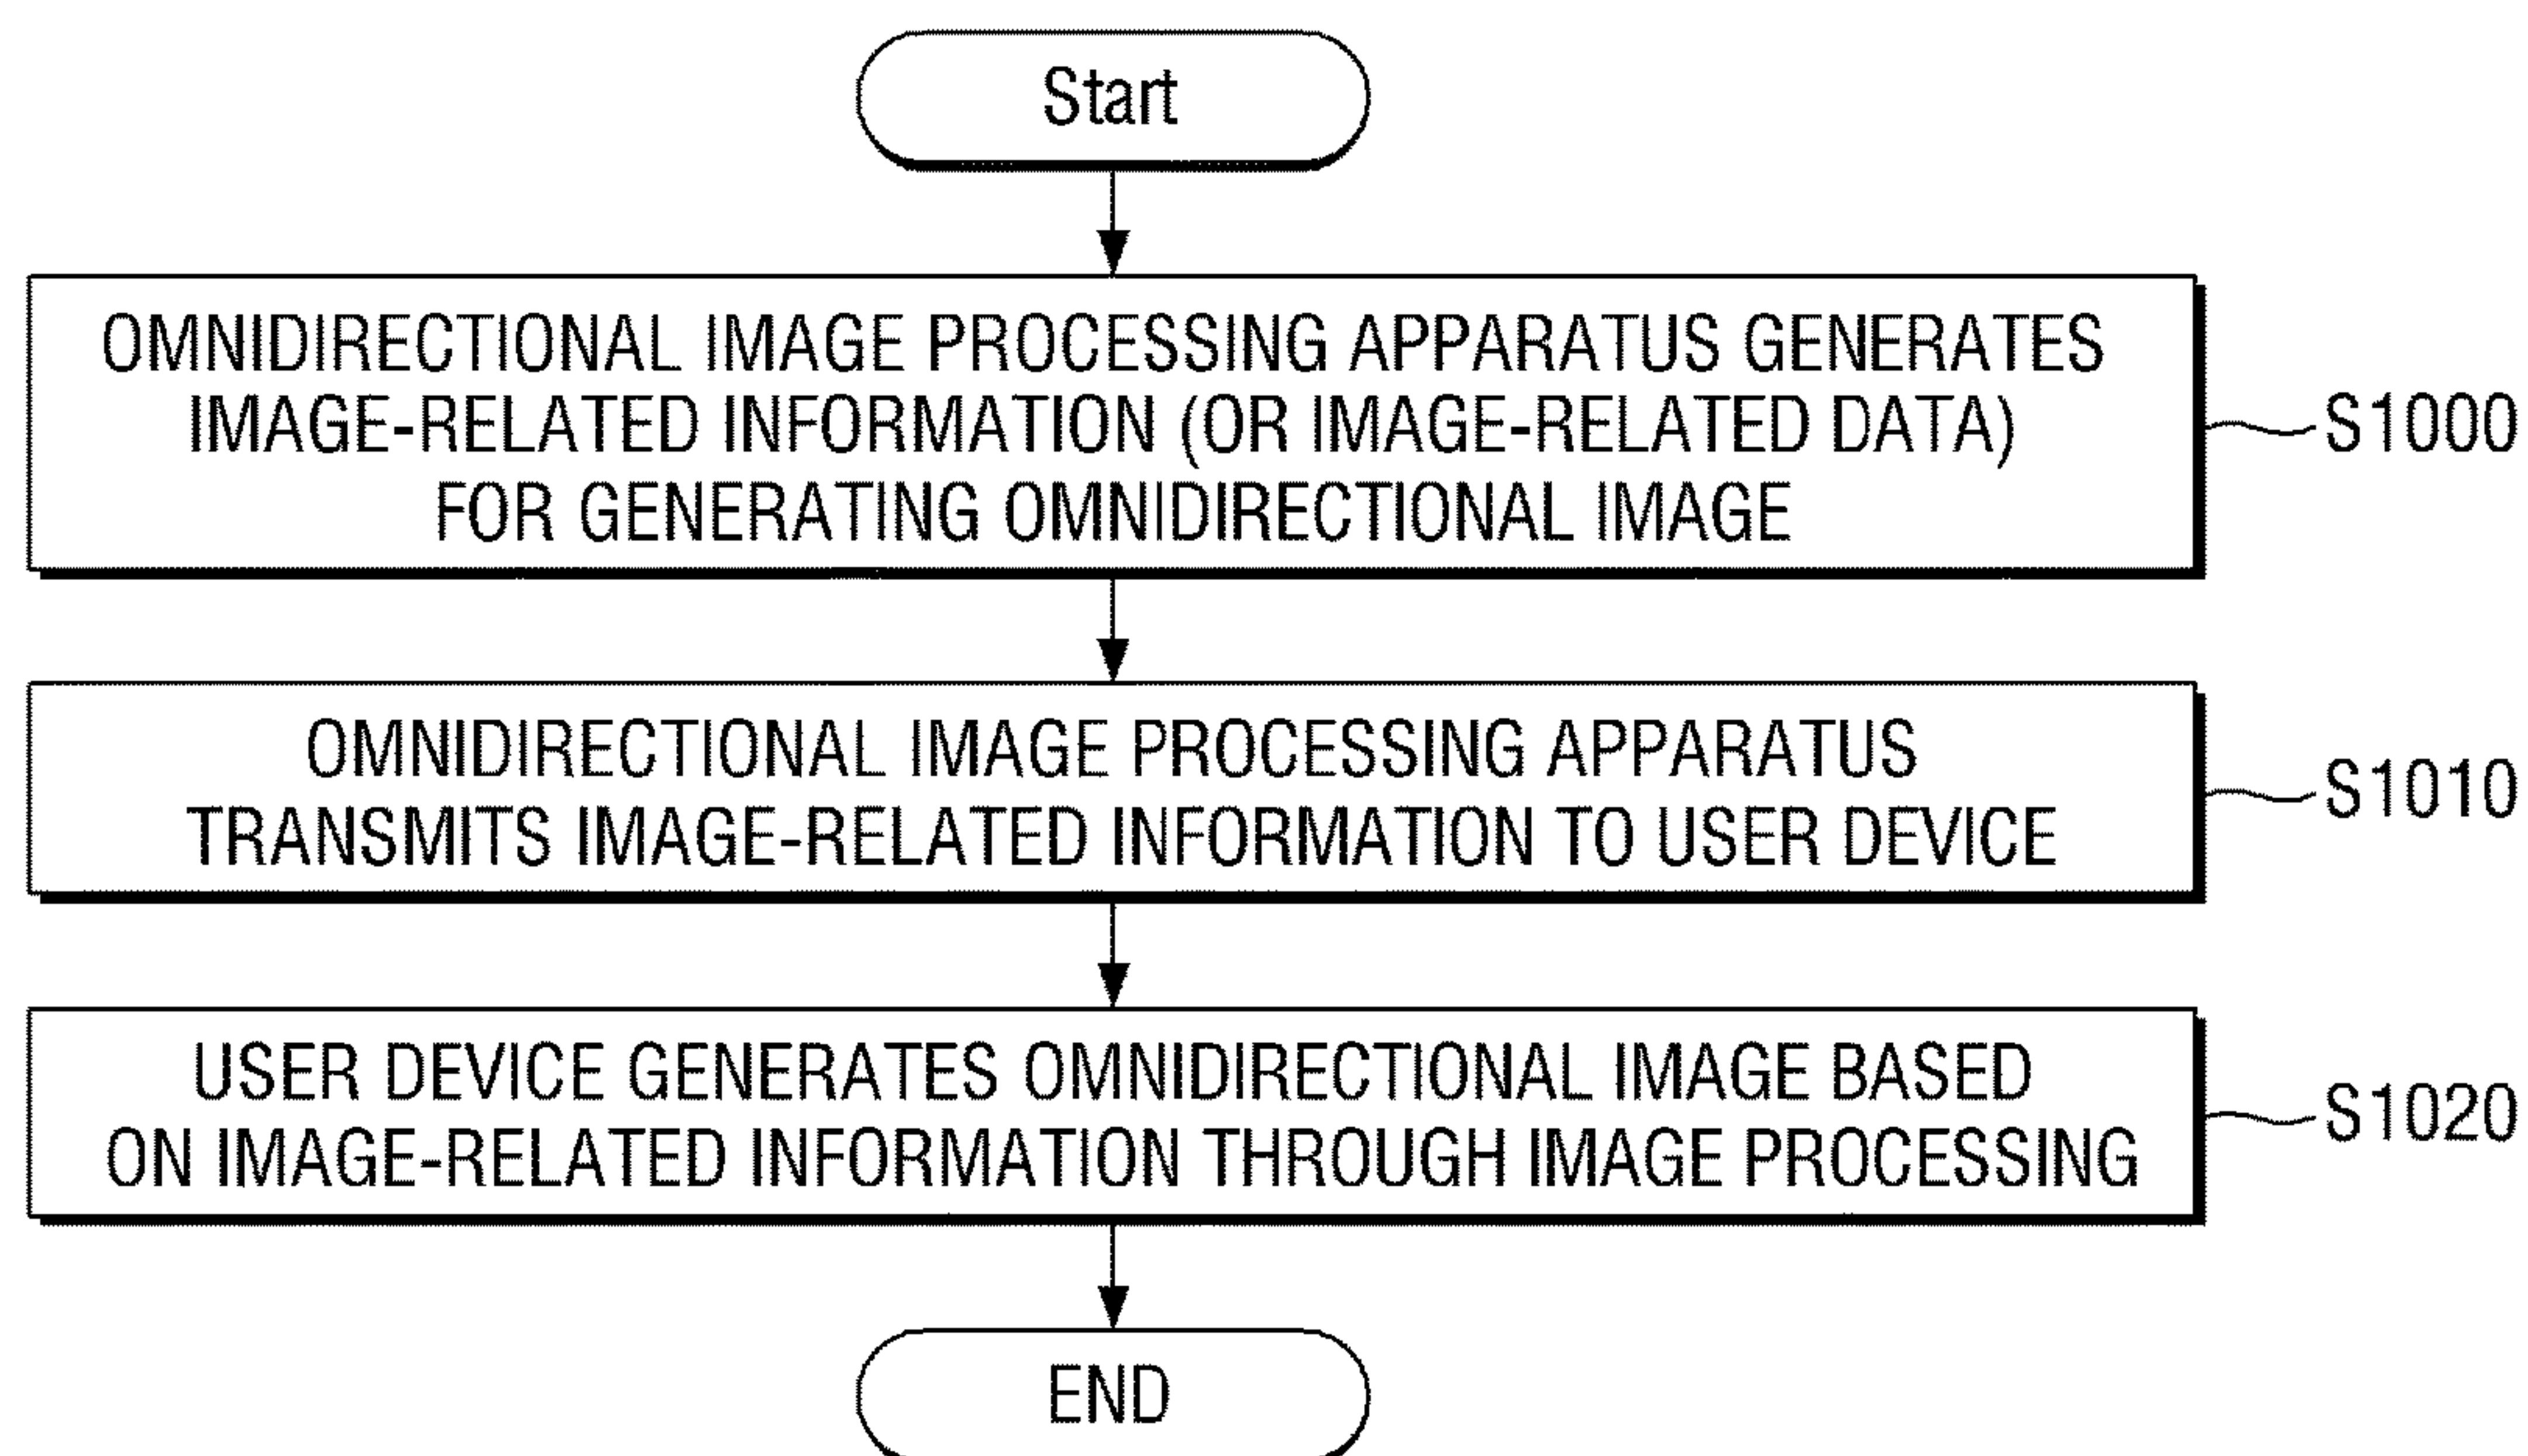 Start
OMNIDIRECTIONAL IMAGE PROCESSING APPARATUS GENERATES
IMAGE-RELATED INFORMATION (OR IMAGE-RELATED DATA)
FOR GENERATING OMNIDIRECTIONAL IMAGE
S1000
OMNIDIRECTIONAL IMAGE PROCESSING APPARATUS
TRANSMITS IMAGE-RELATED INFORMATION TO USER DEVICE
S1010
USER DEVICE GENERATES OMNIDIRECTIONAL IMAGE BASED
ON IMAGE-RELATED INFORMATION THROUGH IMAGE PROCESSING
S1020
END